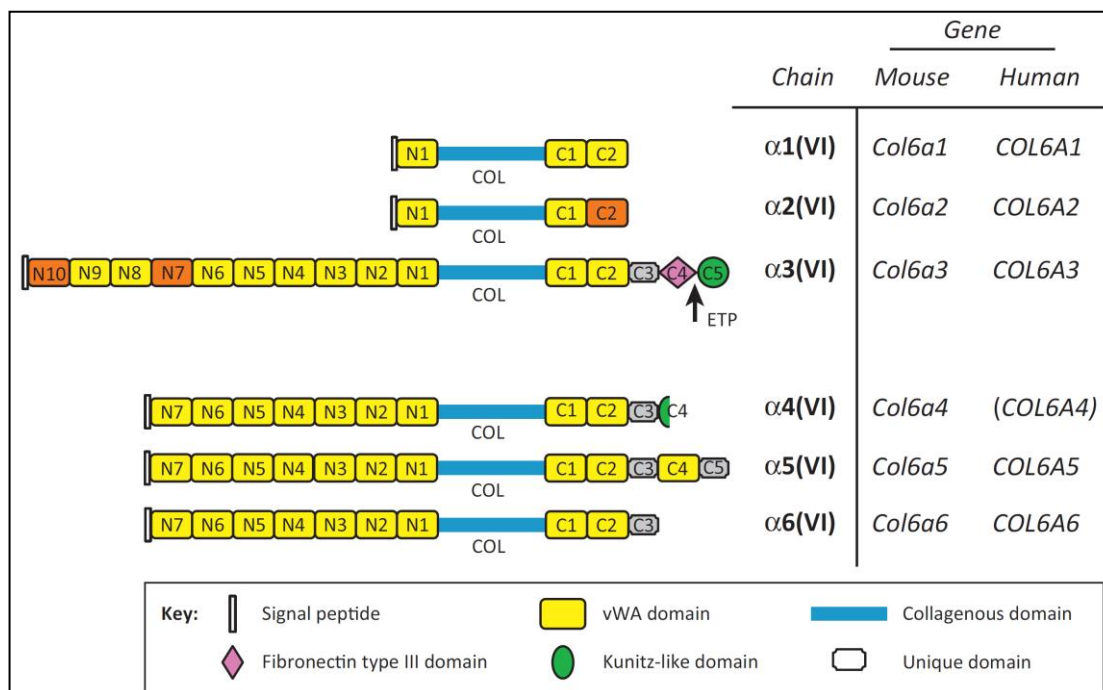 Gene
Chain Mouse Human
N1 C1 C2 α1(VI) Col6a1 COL6A1
COL
N1 C1 C2 α2(VI) Col6a2 COL6A2
COL
N10 N9 N8 N7 N6 N5 N4 N3 N2 N1 C1 C2 C3 C4 C5 α3(VI) Col6a3 COL6A3
COL
ETP
N7 N6 N5 N4 N3 N2 N1 C1 C2 C3 C4 α4(VI) Col6a4 (COL6A4)
COL
N7 N6 N5 N4 N3 N2 N1 C1 C2 C3 C4 C5 α5(VI) Col6a5 COL6A5
COL
N7 N6 N5 N4 N3 N2 N1 C1 C2 C3 α6(VI) Col6a6 COL6A6
COL
Key: Signal peptide vWA domain Collagenous domain
Fibronectin type III domain Kunitz-like domain Unique domain